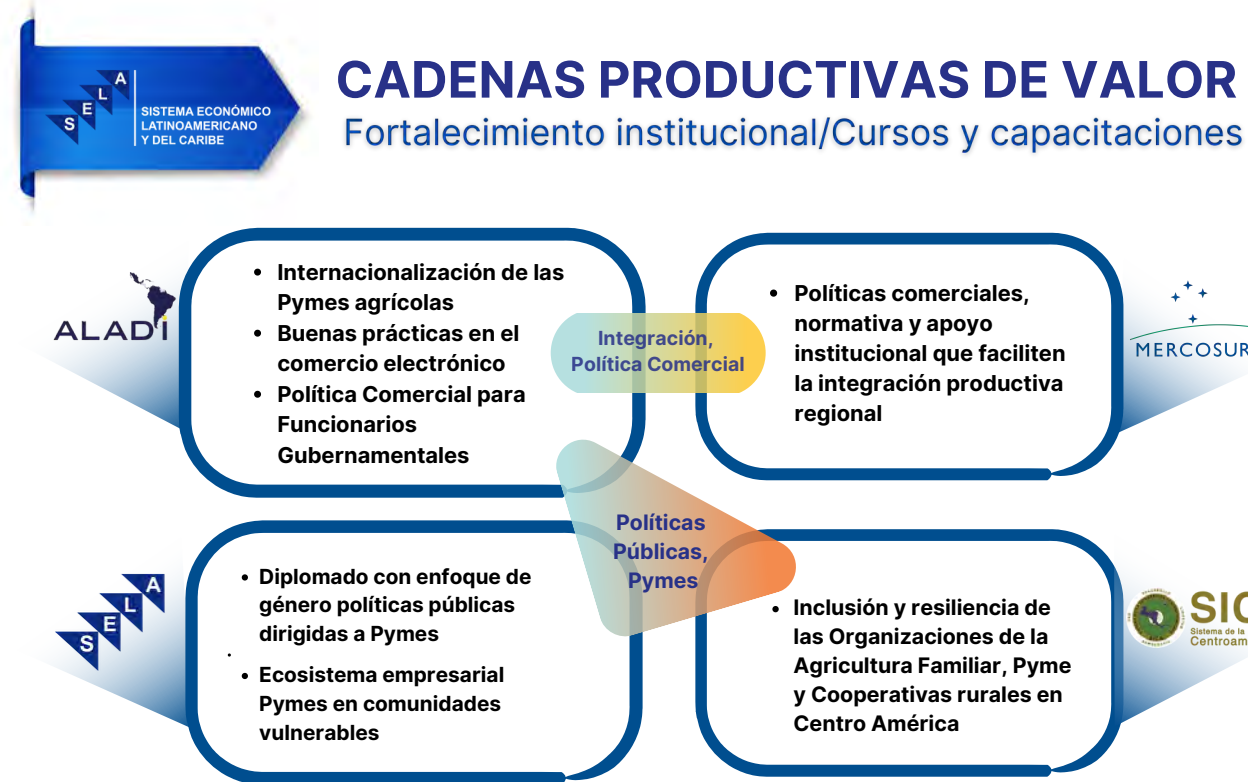 SELA
SISTEMA ECONÓMICO
LATINOAMERICANO
Y DEL CARIBE
CADENAS PRODUCTIVAS DE VALOR
Fortalecimiento institucional/Cursos y capacitaciones
ALADI
• Internacionalización de las
Pymes agrícolas
• Buenas prácticas en el
comercio electrónico
• Política Comercial para
Funcionarios
Gubernamentales
Integración,
Política Comercial
• Políticas comerciales,
normativa y apoyo
institucional que faciliten
la integración productiva
regional
MERCOSUR
Políticas
Públicas,
Pymes
SELA
• Diplomado con enfoque de
género políticas públicas
dirigidas a Pymes
• Ecosistema empresarial
Pymes en comunidades
vulnerables
• Inclusión y resiliencia de
las Organizaciones de la
Agricultura Familiar, Pyme
y Cooperativas rurales en
Centro América
Sistema de la